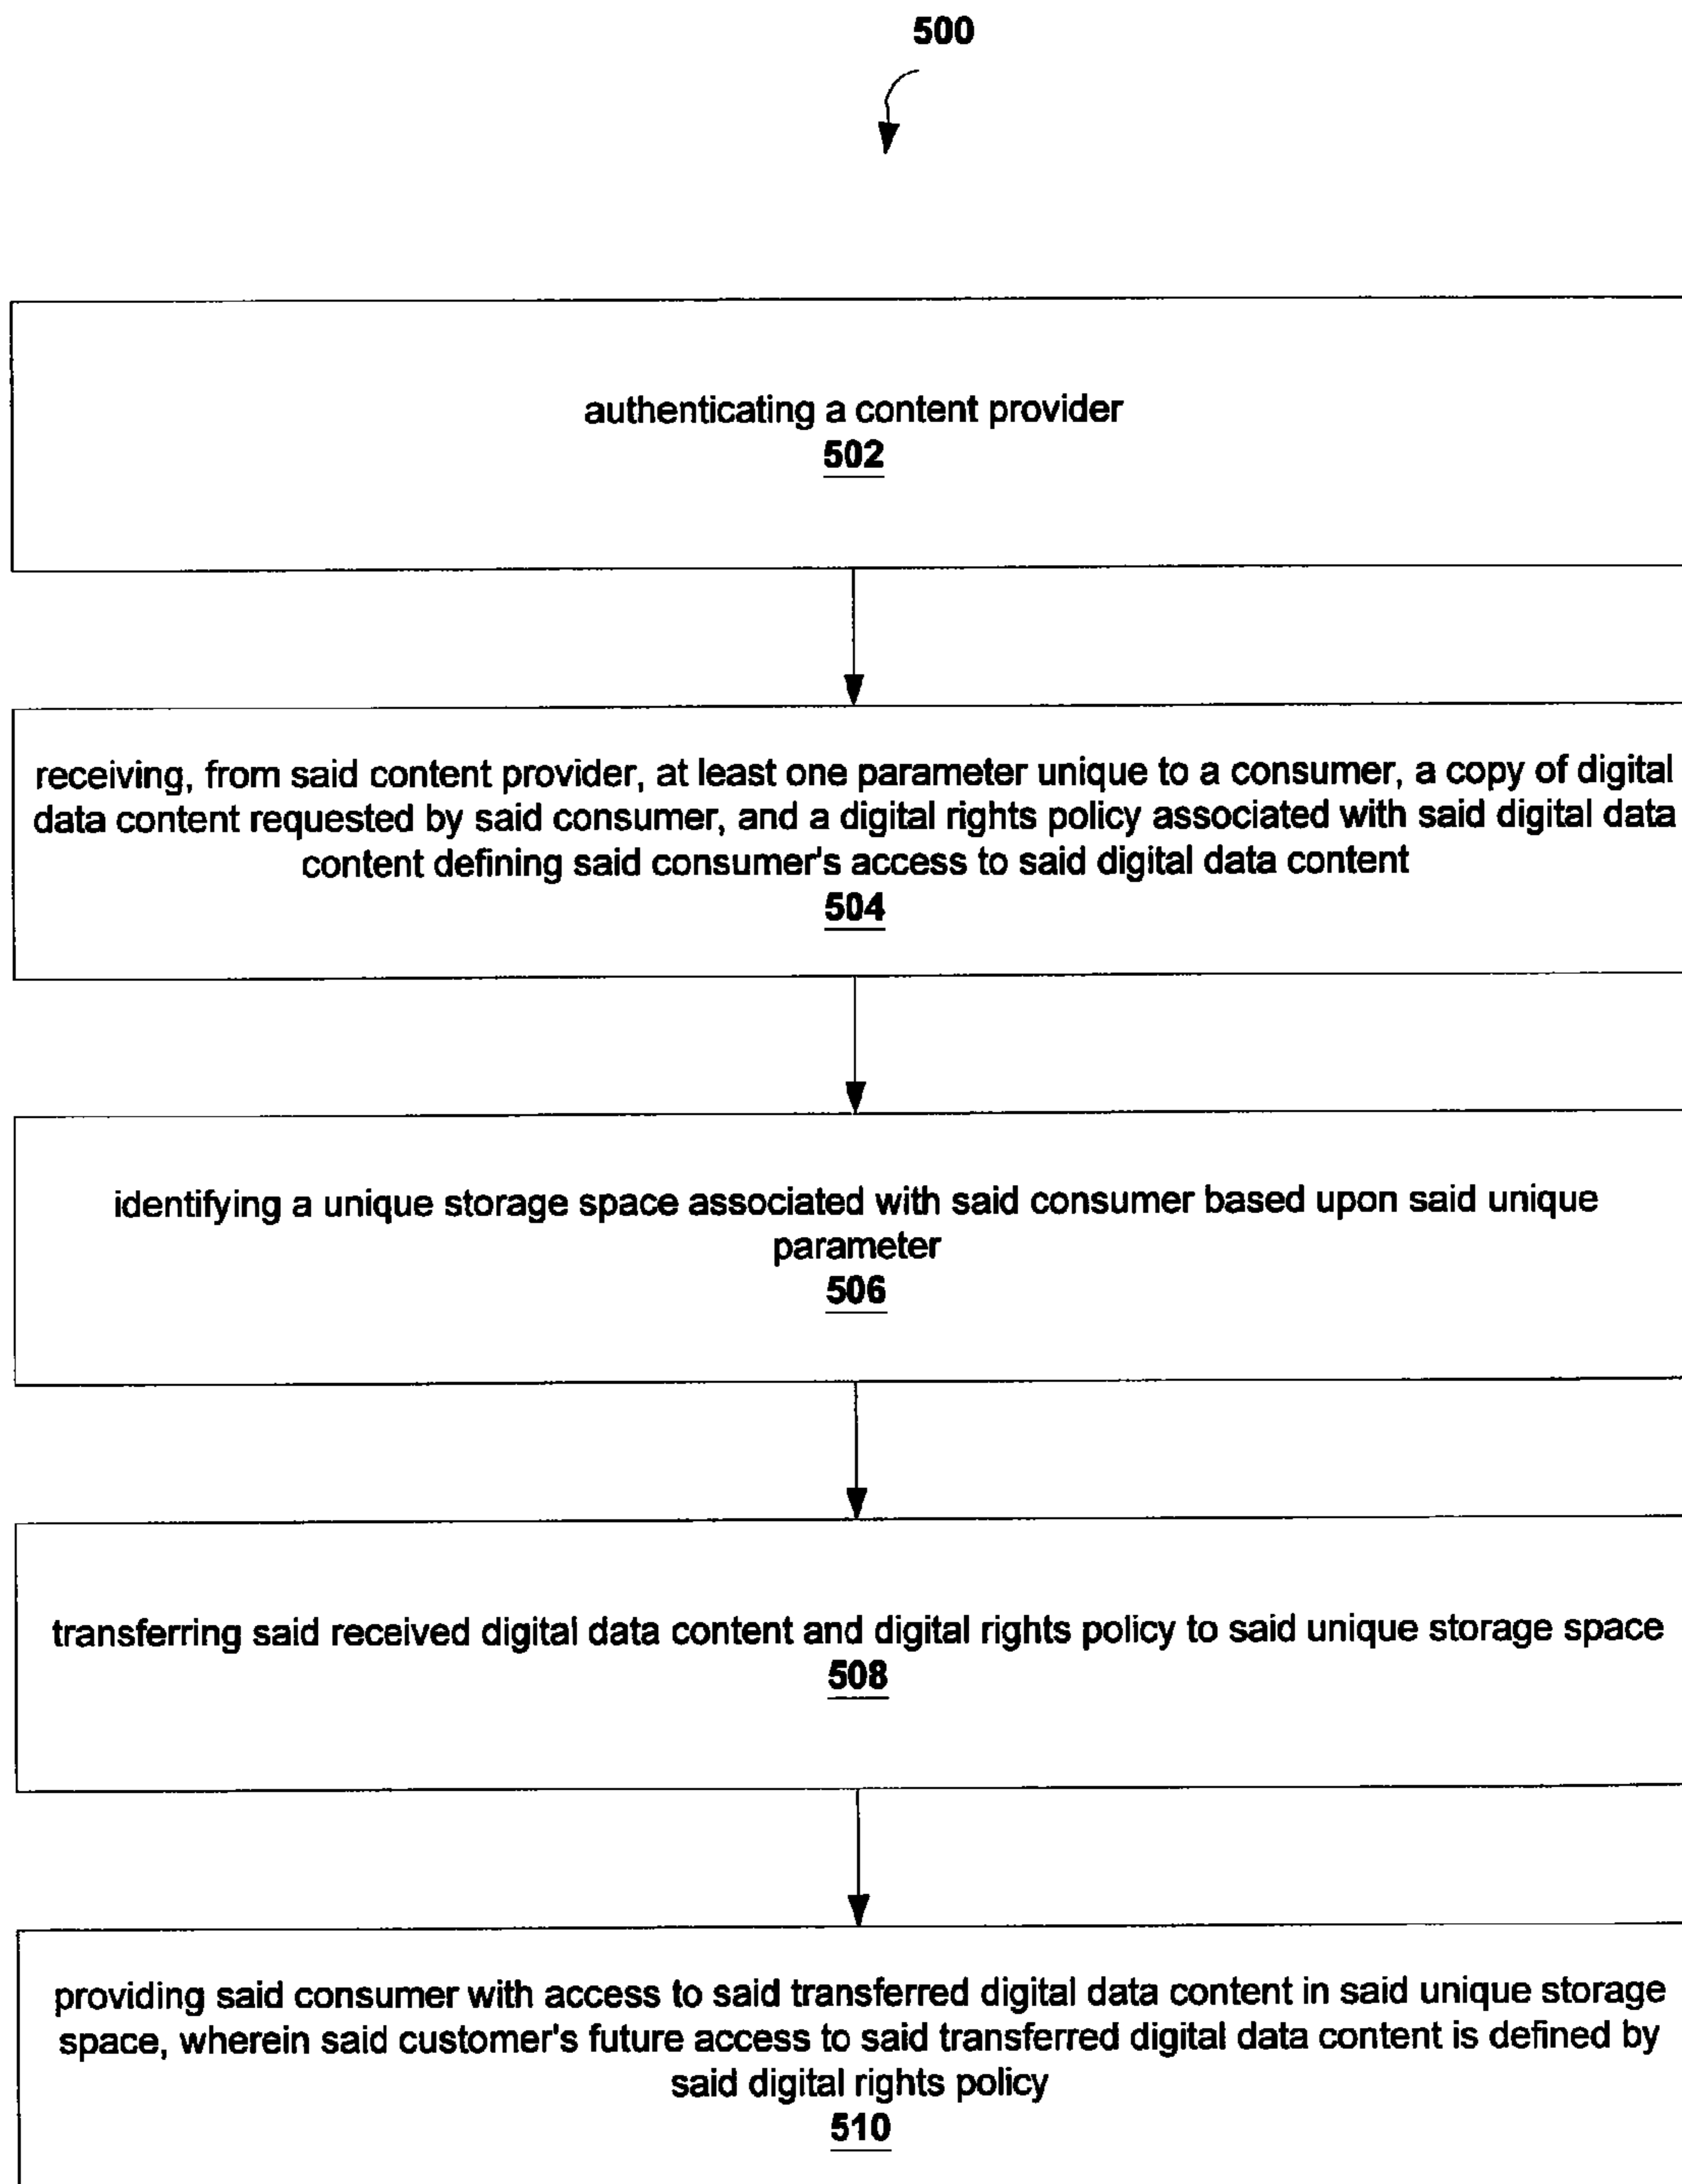 500
authenticating a content provider
502
receiving, from said content provider, at least one parameter unique to a consumer, a copy of digital
data content requested by said consumer, and a digital rights policy associated with said digital data
content defining said consumer's access to said digital data content
504
identifying a unique storage space associated with said consumer based upon said unique
parameter
506
transferring said received digital data content and digital rights policy to said unique storage space
508
providing said consumer with access to said transferred digital data content in said unique storage
space, wherein said customer's future access to said transferred digital data content is defined by
said digital rights policy
510